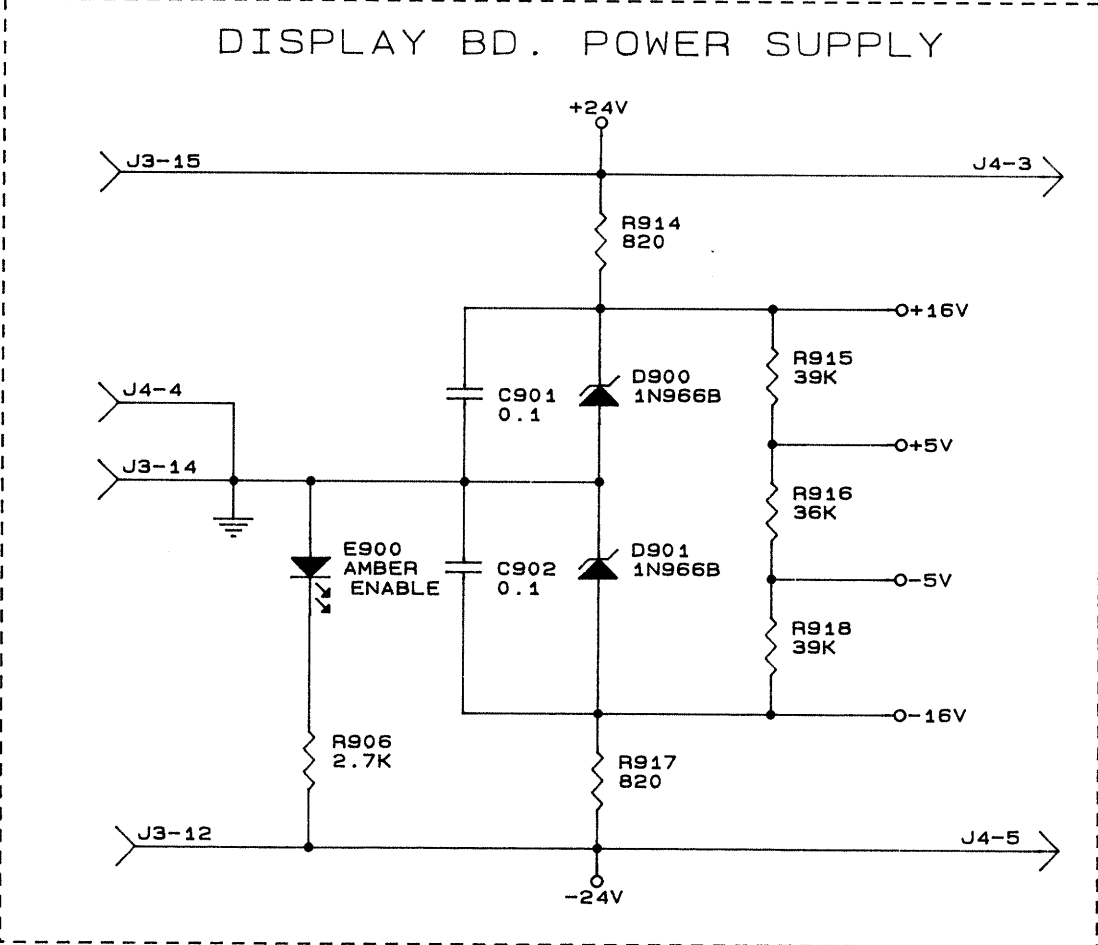 DISPLAY BD. POWER SUPPLY
+24V
J3-15
J4-3
R914
820
+16V
R915
39K
D900
1N966B
C901
0.1
J4-4
+5V
J3-14
R916
36K
E900
AMBER
ENABLE
C902
0.1
D901
1N966B
-5V
R918
39K
-16V
R906
2.7K
R917
820
J3-12
J4-5
-24V